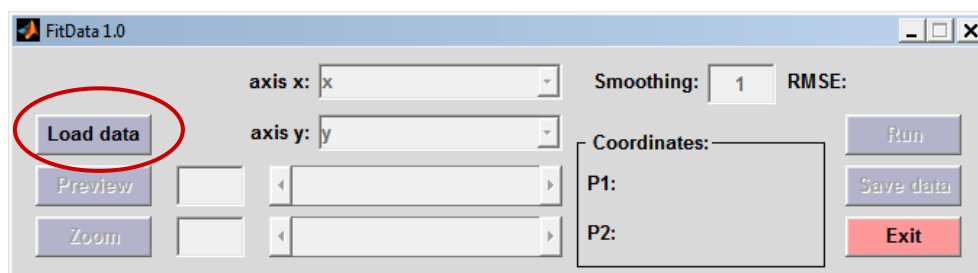 FitData 1.0
axis x: x
Smoothing: 1 RMSE:
Load data
axis y: y
Coordinates:
Run
Preview
P1:
Save data
Zoom
P2:
Exit